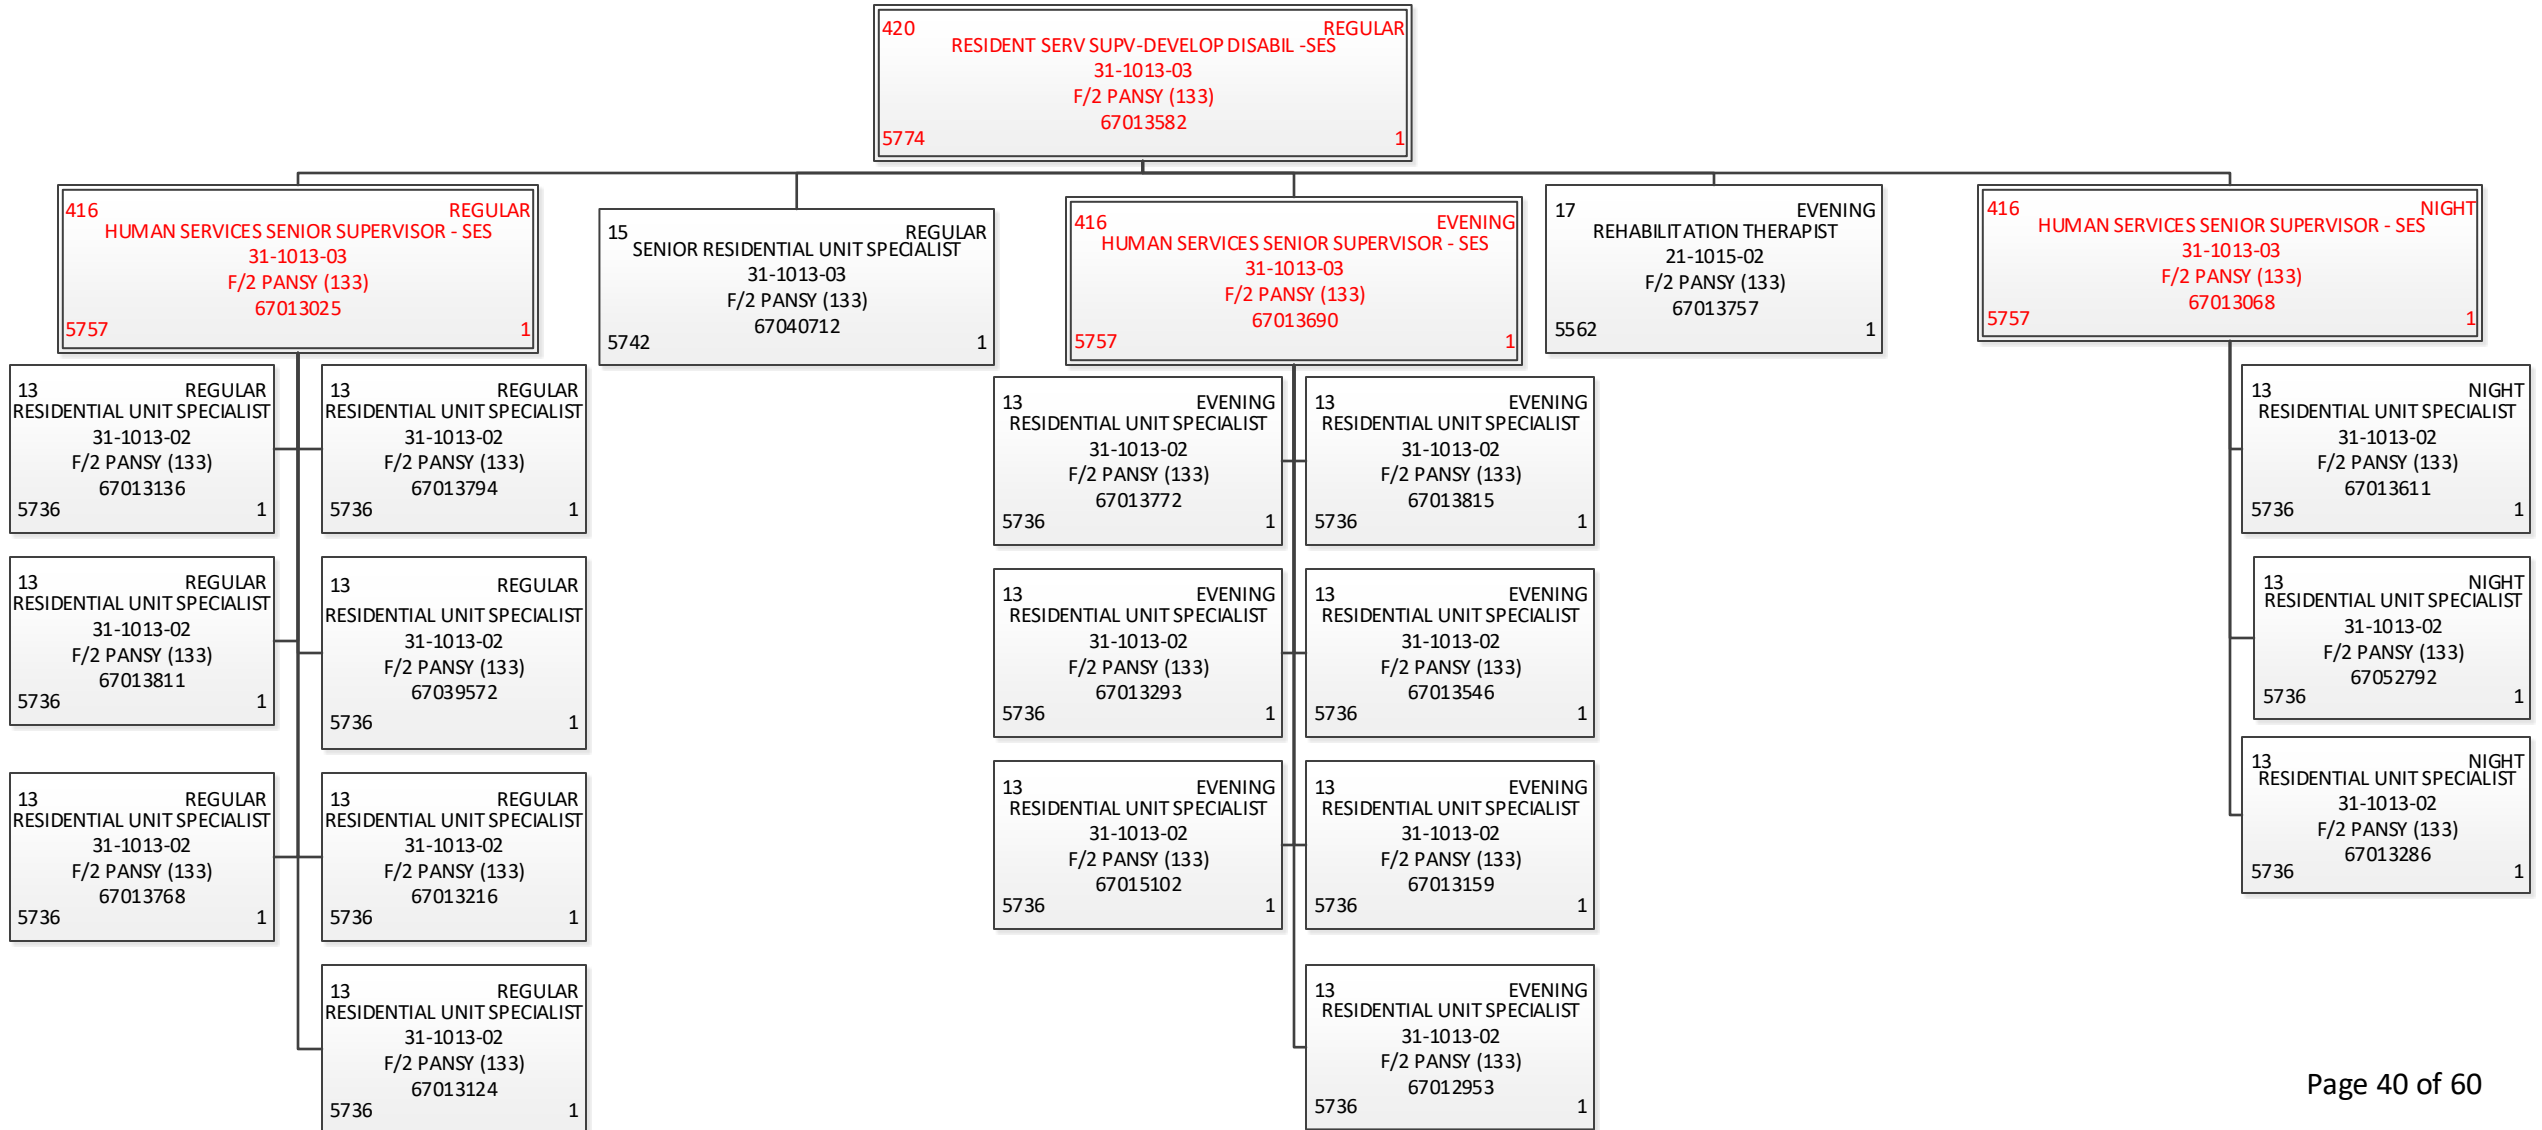 420 REGULAR
RESIDENT SERV SUPV-DEVELOP DISABIL -SES
31-1013-03
F/2 PANSY (133)
67013582
5774 1
416 REGULAR
HUMAN SERVICES SENIOR SUPERVISOR - SES
31-1013-03
F/2 PANSY (133)
67013025
5757 1
15 REGULAR
SENIOR RESIDENTIAL UNIT SPECIALIST
31-1013-03
F/2 PANSY (133)
67040712
5742 1
416 EVENING
HUMAN SERVICES SENIOR SUPERVISOR - SES
31-1013-03
F/2 PANSY (133)
67013690
5757 1
17 EVENING
REHABILITATION THERAPIST
21-1015-02
F/2 PANSY (133)
67013757
5562 1
416 NIGHT
HUMAN SERVICES SENIOR SUPERVISOR - SES
31-1013-03
F/2 PANSY (133)
67013068
5757 1
13 REGULAR
RESIDENTIAL UNIT SPECIALIST
31-1013-02
F/2 PANSY (133)
67013136
5736 1
13 REGULAR
RESIDENTIAL UNIT SPECIALIST
31-1013-02
F/2 PANSY (133)
67013794
5736 1
13 REGULAR
RESIDENTIAL UNIT SPECIALIST
31-1013-02
F/2 PANSY (133)
67013811
5736 1
13 REGULAR
RESIDENTIAL UNIT SPECIALIST
31-1013-02
F/2 PANSY (133)
67039572
5736 1
13 REGULAR
RESIDENTIAL UNIT SPECIALIST
31-1013-02
F/2 PANSY (133)
67013768
5736 1
13 REGULAR
RESIDENTIAL UNIT SPECIALIST
31-1013-02
F/2 PANSY (133)
67013216
5736 1
13 REGULAR
RESIDENTIAL UNIT SPECIALIST
31-1013-02
F/2 PANSY (133)
67013124
5736 1
13 EVENING
RESIDENTIAL UNIT SPECIALIST
31-1013-02
F/2 PANSY (133)
67013772
5736 1
13 EVENING
RESIDENTIAL UNIT SPECIALIST
31-1013-02
F/2 PANSY (133)
67013815
5736 1
13 EVENING
RESIDENTIAL UNIT SPECIALIST
31-1013-02
F/2 PANSY (133)
67013293
5736 1
13 EVENING
RESIDENTIAL UNIT SPECIALIST
31-1013-02
F/2 PANSY (133)
67013546
5736 1
13 EVENING
RESIDENTIAL UNIT SPECIALIST
31-1013-02
F/2 PANSY (133)
67015102
5736 1
13 EVENING
RESIDENTIAL UNIT SPECIALIST
31-1013-02
F/2 PANSY (133)
67013159
5736 1
13 EVENING
RESIDENTIAL UNIT SPECIALIST
31-1013-02
F/2 PANSY (133)
67012953
5736 1
13 NIGHT
RESIDENTIAL UNIT SPECIALIST
31-1013-02
F/2 PANSY (133)
67013611
5736 1
13 NIGHT
RESIDENTIAL UNIT SPECIALIST
31-1013-02
F/2 PANSY (133)
67052792
5736 1
13 NIGHT
RESIDENTIAL UNIT SPECIALIST
31-1013-02
F/2 PANSY (133)
67013286
5736 1
Page 40 of 60